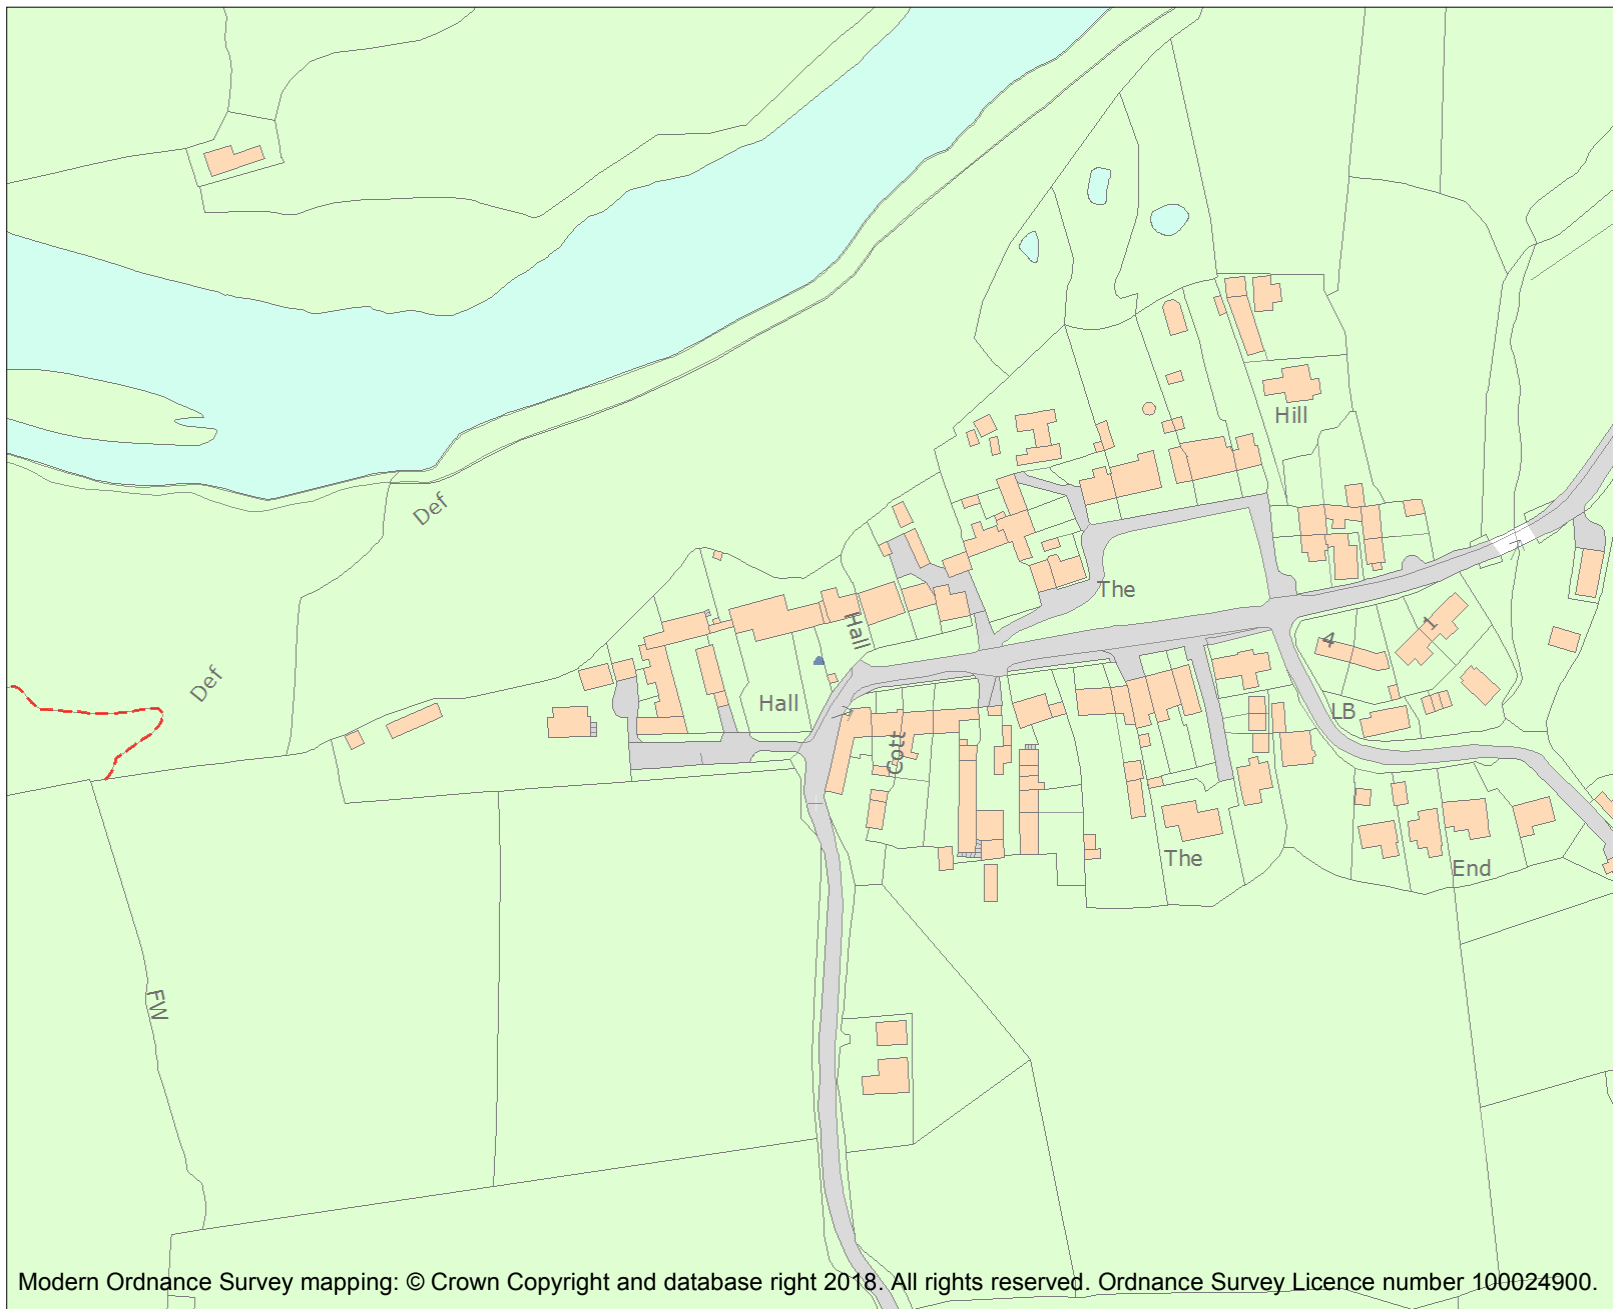 Hill
Def
The
Hall
4
1
Def
Hall
LB
Cott
The
End
FW
Modern Ordnance Survey mapping: © Crown Copyright and database right 2018. All rights reserved. Ordnance Survey Licence number 100024900.